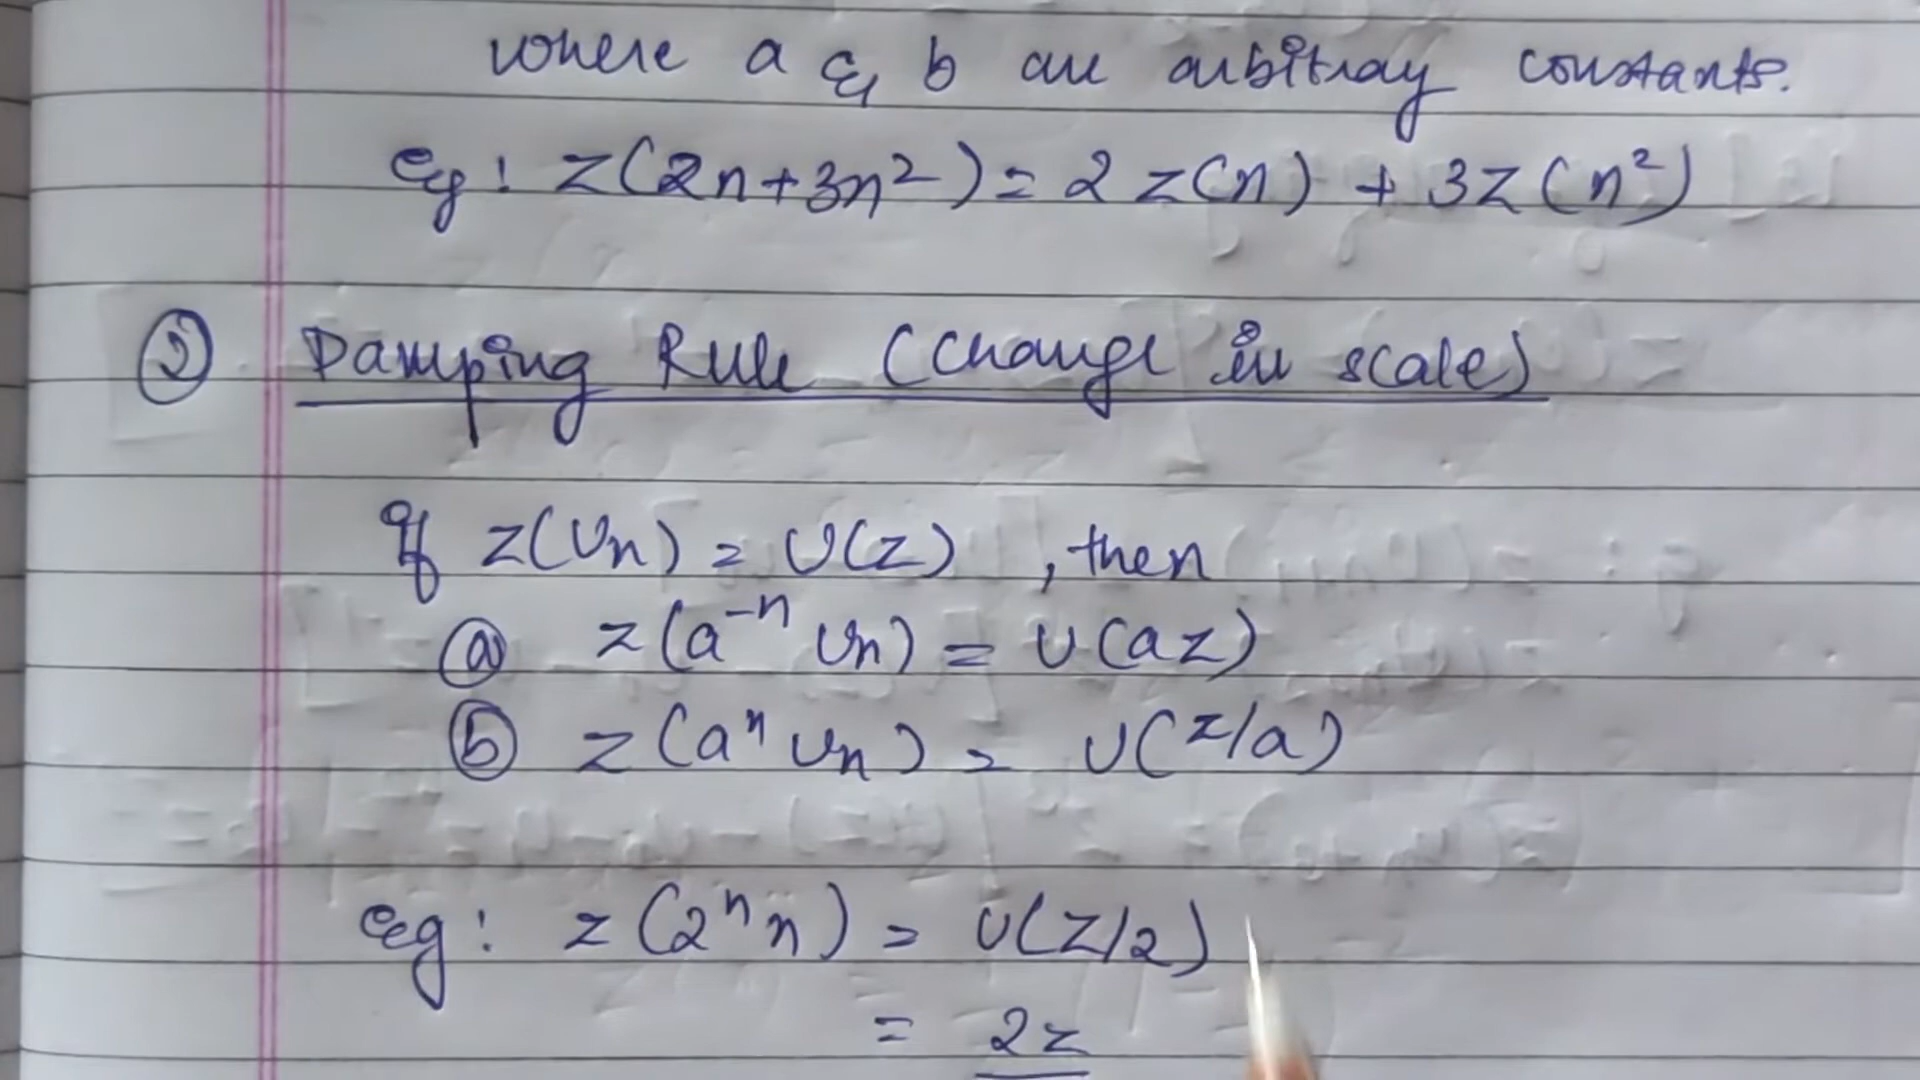 where a & b are arbitray constants.
eg: z(2n+3n²) = 2 z(n) + 3z(n²)
② Damping Rule (Change in scale)
If z(Un) = U(z) , then
ⓐ z(a⁻ⁿ Un) = U(az)
ⓑ z(aⁿ Un) = U(z/a)
eg: z(2ⁿ n) = U(z/2)
= 2z